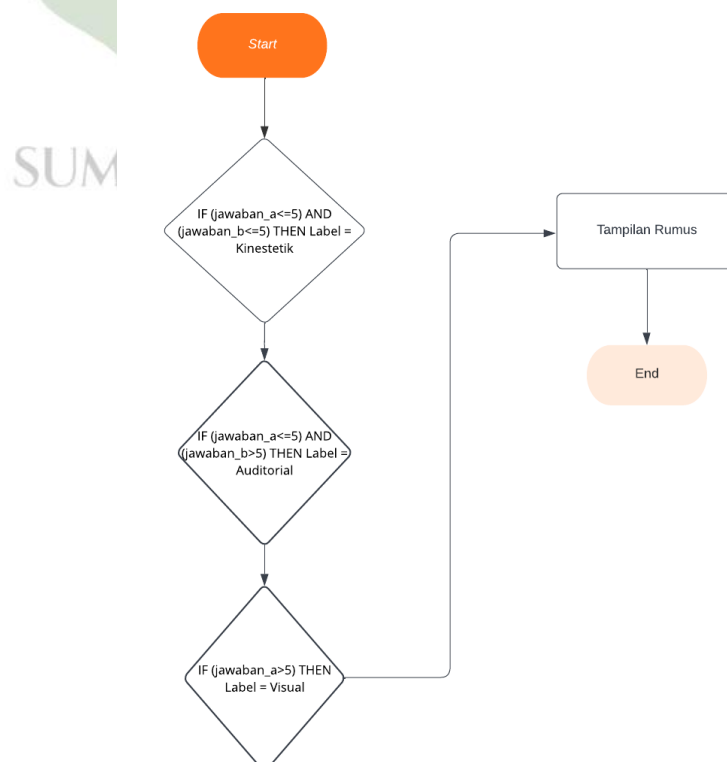 Start
SUM
IF (jawaban_a<=5) AND
(jawaban_b<=5) THEN Label =
Kinestetik
Tampilan Rumus
End
IF (jawaban_a<=5) AND
(jawaban_b>5) THEN Label =
Auditorial
IF (jawaban_a>5) THEN
Label = Visual